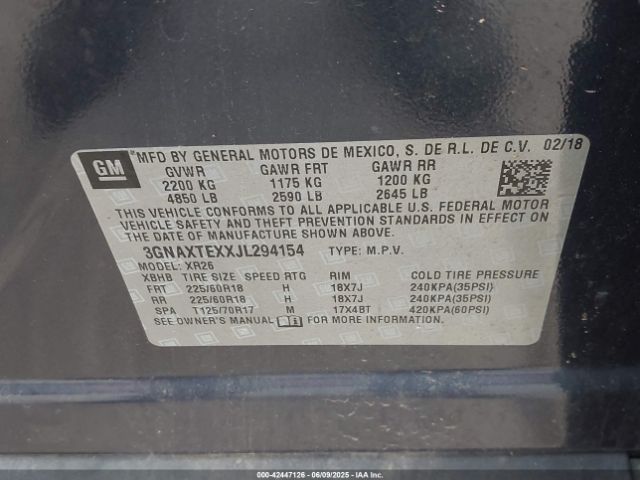 GM
MFD BY GENERAL MOTORS DE MEXICO, S. DE R.L. DE C.V. 02/18
GVWR GAWR FRT GAWR RR
2200 KG 1175 KG 1200 KG
4850 LB 2590 LB 2645 LB
THIS VEHICLE CONFORMS TO ALL APPLICABLE U.S. FEDERAL MOTOR
VEHICLE SAFETY AND THEFT PREVENTION STANDARDS IN EFFECT ON
THE DATE OF MANUFACTURE SHOWN ABOVE.
3GNAXTEXXJL294154 TYPE: M.P.V.
MODEL: XR26
XBHB TIRE SIZE SPEED RTG RIM COLD TIRE PRESSURE
FRT 225/60R18 H 18X7J 240KPA(35PSI)
RR 225/60R18 H 18X7J 240KPA(35PSI)
SPA T125/70R17 M 17X4BT 420KPA(60PSI)
SEE OWNER'S MANUAL FOR MORE INFORMATION.
000-42447126 - 06/09/2025 - IAAI.COM